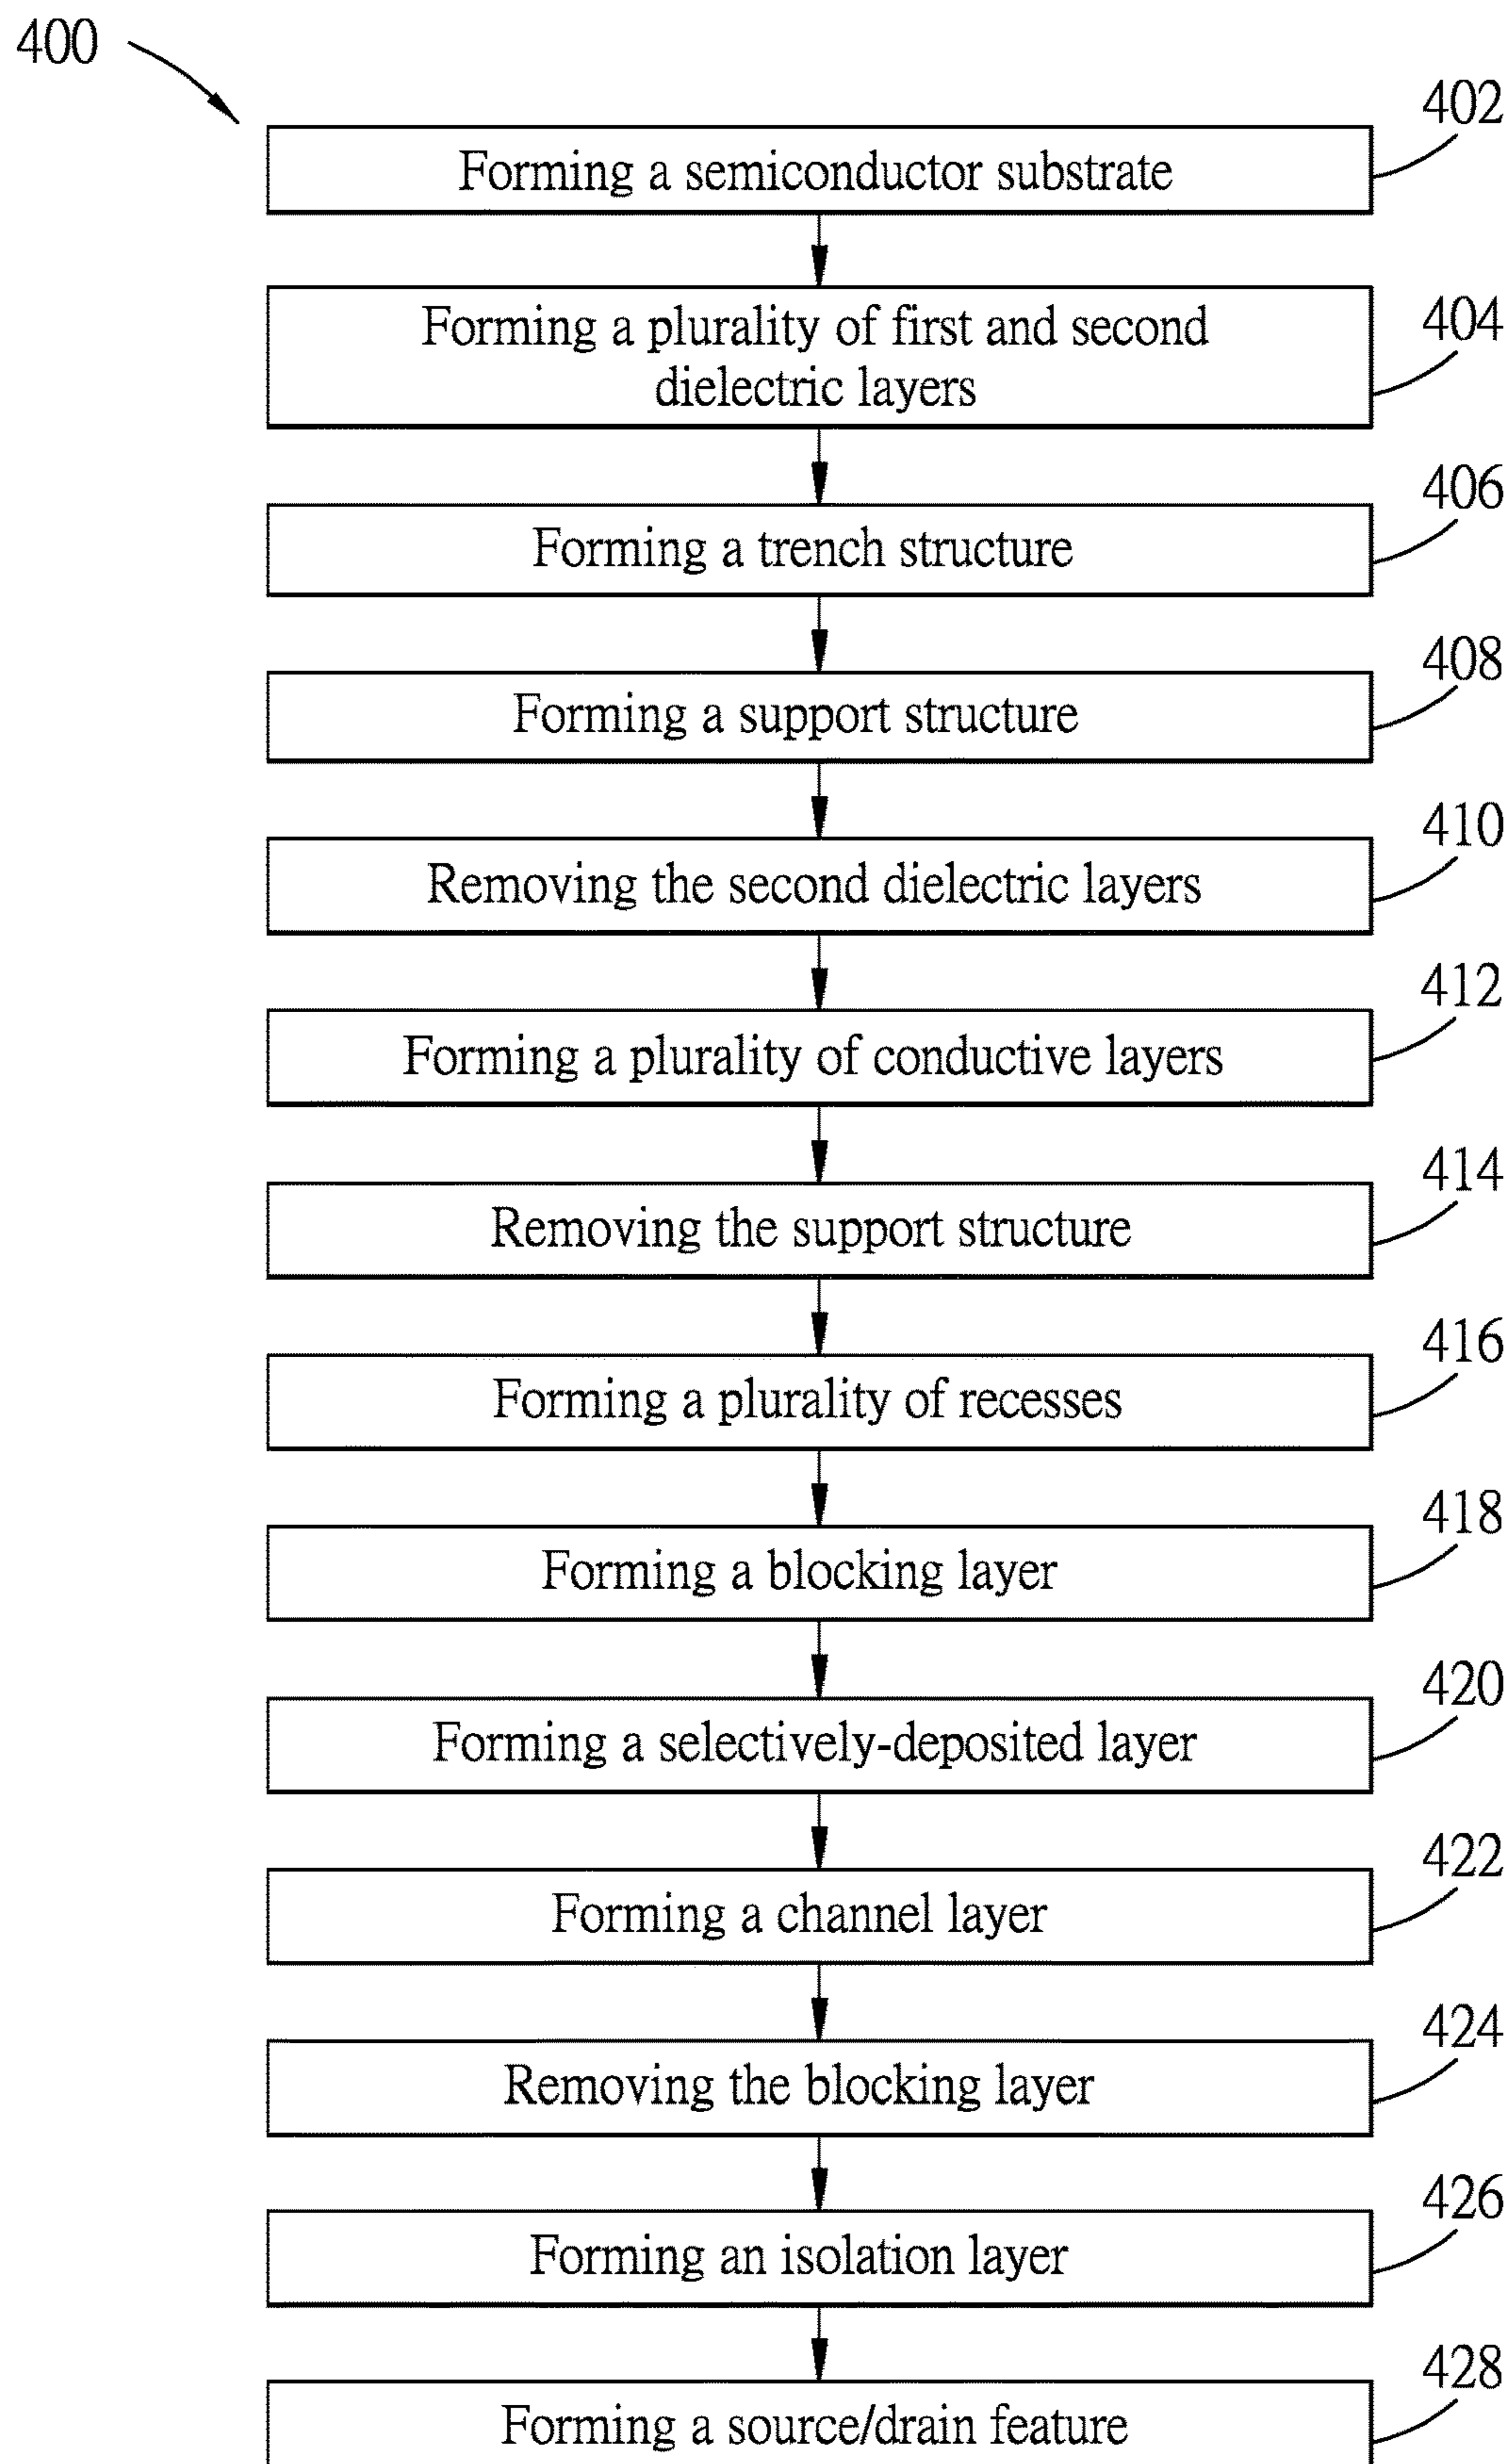 400
402
Forming a semiconductor substrate
404
Forming a plurality of first and second
dielectric layers
406
Forming a trench structure
408
Forming a support structure
410
Removing the second dielectric layers
412
Forming a plurality of conductive layers
414
Removing the support structure
416
Forming a plurality of recesses
418
Forming a blocking layer
420
Forming a selectively-deposited layer
422
Forming a channel layer
424
Removing the blocking layer
426
Forming an isolation layer
428
Forming a source/drain feature